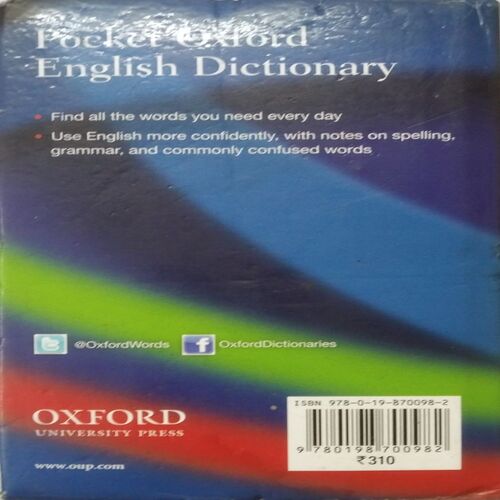 Pocket Oxford
English Dictionary
• Find all the words you need every day
• Use English more confidently, with notes on spelling,
grammar, and commonly confused words
@OxfordWords f OxfordDictionaries
ISBN 978-0-19-870098-2
9 780198 700982
₹310
OXFORD
UNIVERSITY PRESS
www.oup.com